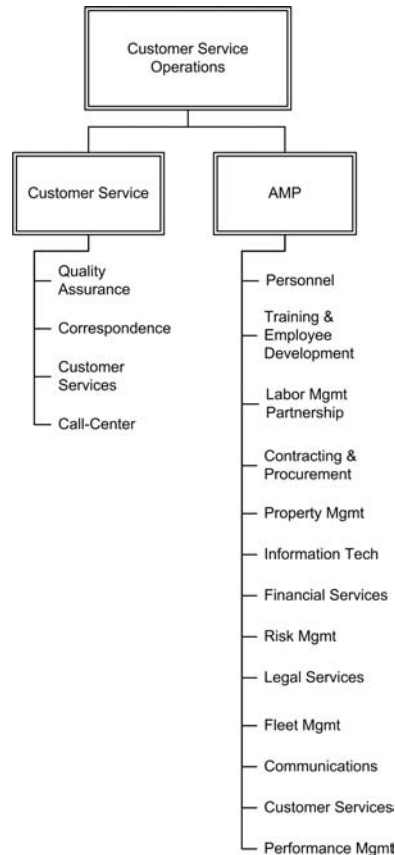 Customer Service
Operations
Customer Service
AMP
Quality
Assurance
Correspondence
Customer
Services
Call-Center
Personnel
Training &
Employee
Development
Labor Mgmt
Partnership
Contracting &
Procurement
Property Mgmt
Information Tech
Financial Services
Risk Mgmt
Legal Services
Fleet Mgmt
Communications
Customer Services
Performance Mgmt